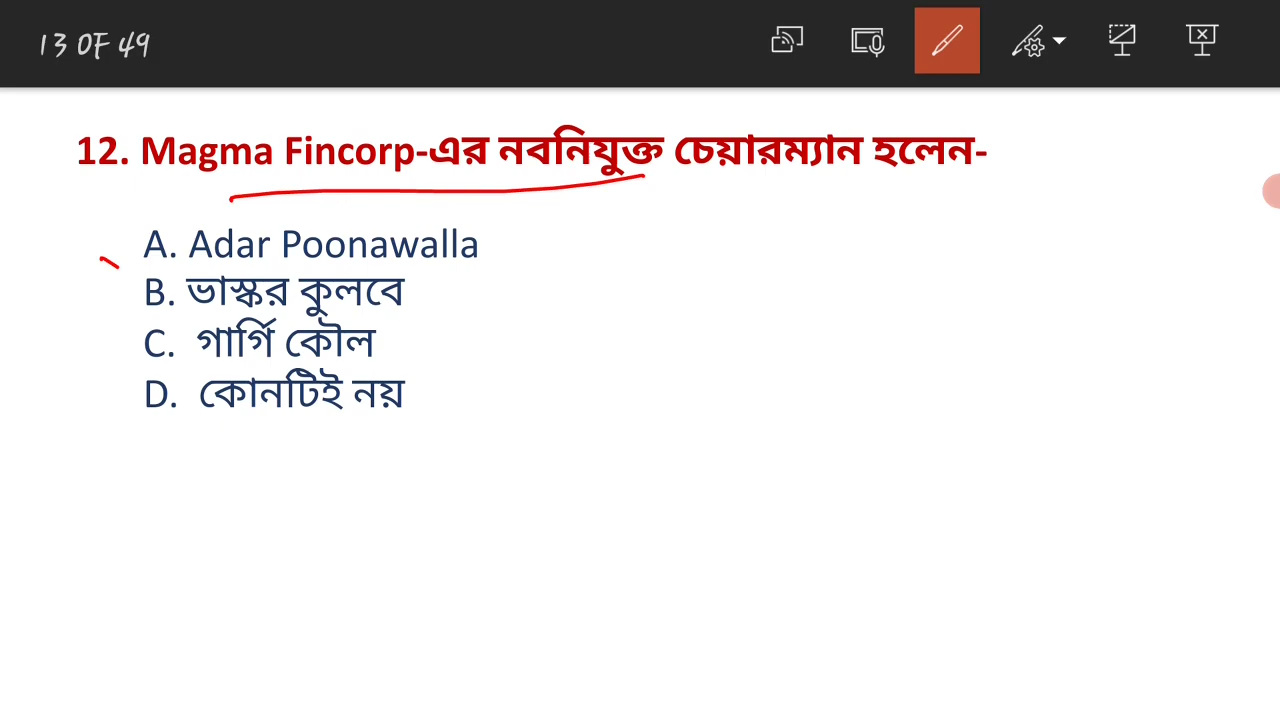 13 OF 49
12. Magma Fincorp-এর নবনিযুক্ত চেয়ারম্যান হলেন-
A. Adar Poonawalla
B. ভাস্কর কুলবে
C. গার্গি কৌল
D. কোনটিই নয়